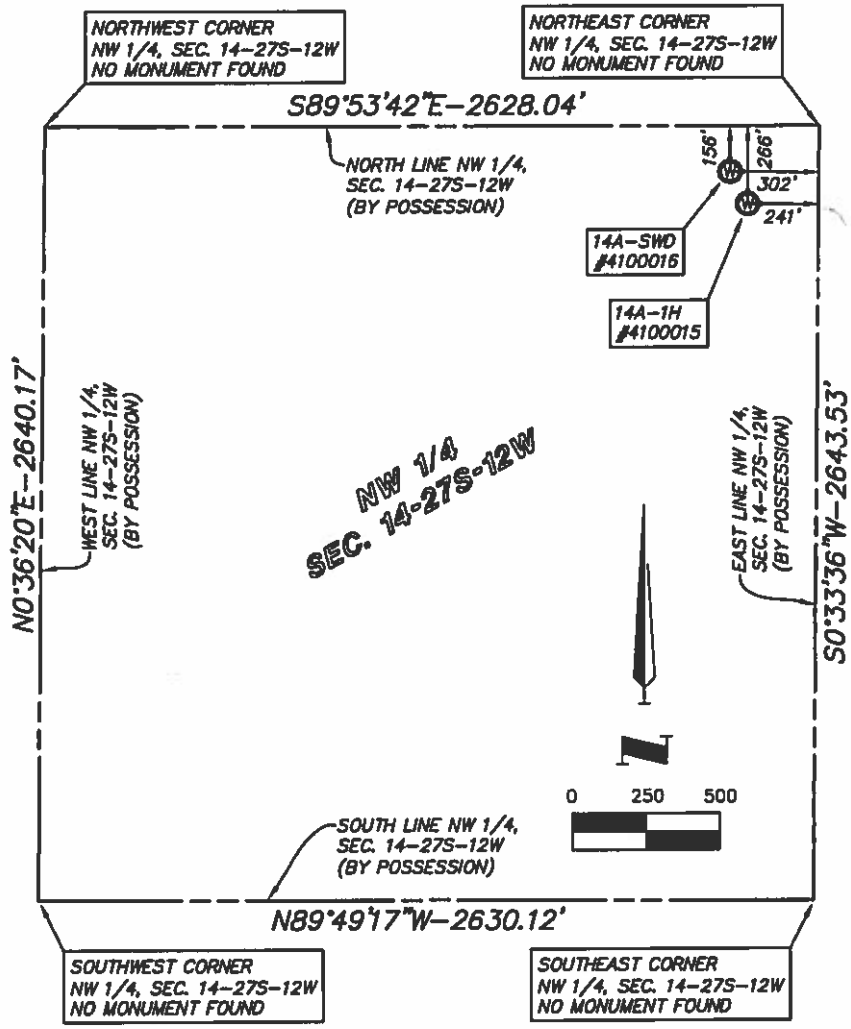 NORTHWEST CORNER
NW 1/4, SEC. 14-27S-12W
NO MONUMENT FOUND
NORTHEAST CORNER
NW 1/4, SEC. 14-27S-12W
NO MONUMENT FOUND
S89°53'42"E-2628.04'
NORTH LINE NW 1/4,
SEC. 14-27S-12W
(BY POSSESSION)
156'
266'
302'
241'
W
W
14A-SWD
#4100016
14A-1H
#4100015
N0°36'20"E-2640.17'
WEST LINE NW 1/4,
SEC. 14-27S-12W
(BY POSSESSION)
NW 1/4
SEC. 14-27S-12W
EAST LINE NW 1/4,
SEC. 14-27S-12W
(BY POSSESSION)
S0°33'36"W-2643.53'
N
0 250 500
SOUTH LINE NW 1/4,
SEC. 14-27S-12W
(BY POSSESSION)
N89°49'17"W-2630.12'
SOUTHWEST CORNER
NW 1/4, SEC. 14-27S-12W
NO MONUMENT FOUND
SOUTHEAST CORNER
NW 1/4, SEC. 14-27S-12W
NO MONUMENT FOUND